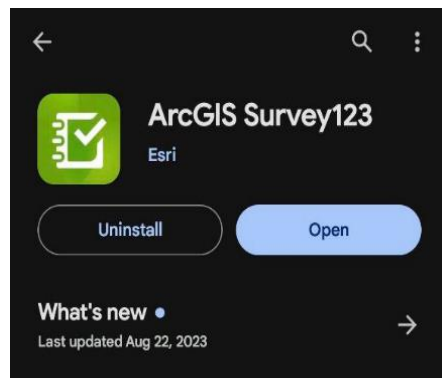 ArcGIS Survey123
Esri
Uninstall
Open
What's new
Last updated Aug 22, 2023